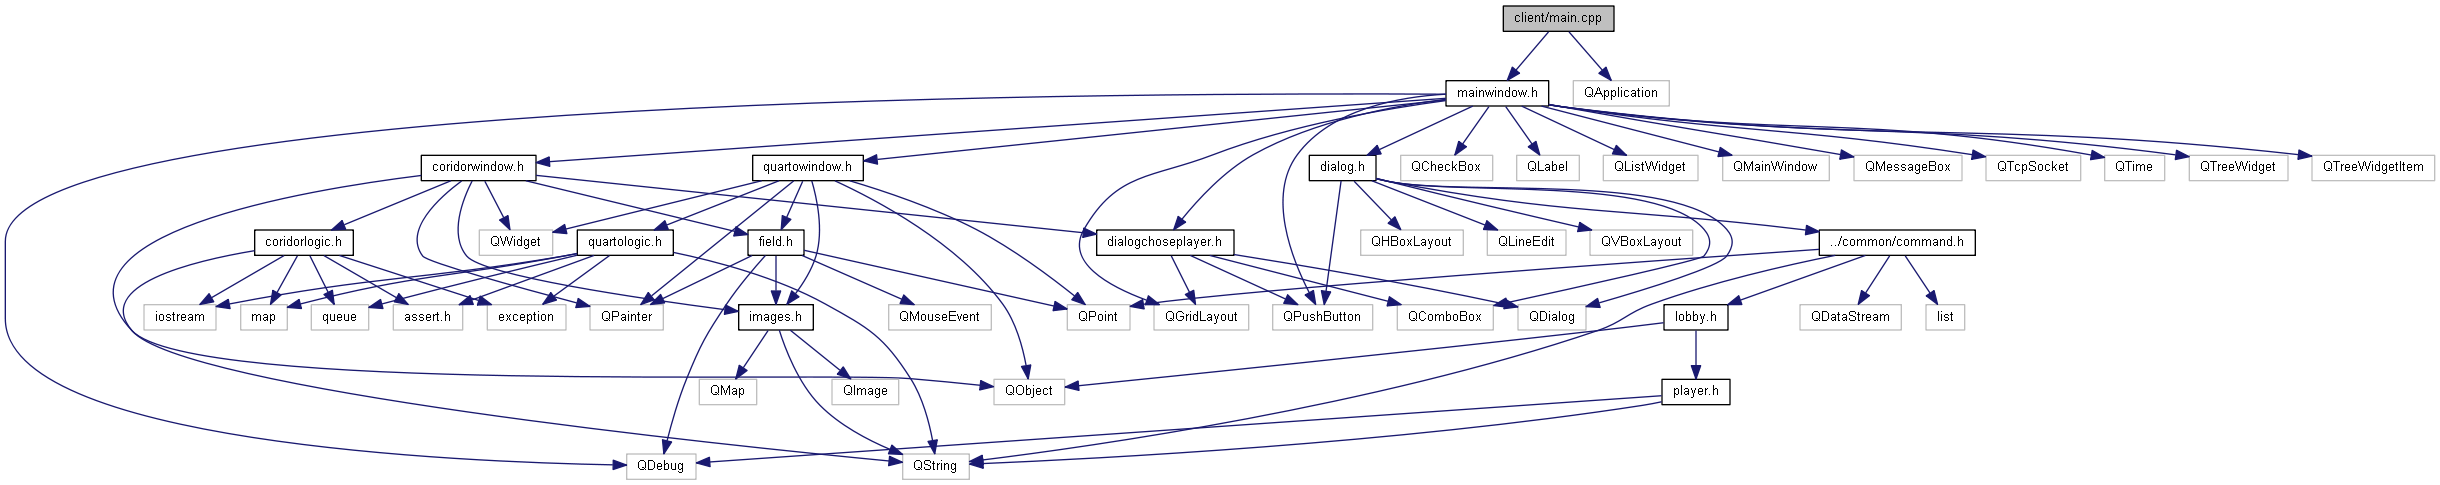 client/main.cpp
mainwindow.h
QApplication
coridorwindow.h
quartowindow.h
dialog.h
QCheckBox
QLabel
QListWidget
QMainWindow
QMessageBox
QTcpSocket
QTime
QTreeWidget
QTreeWidgetItem
coridorlogic.h
QWidget
quartologic.h
field.h
dialogchoseplayer.h
QHBoxLayout
QLineEdit
QVBoxLayout
../common/command.h
iostream
map
queue
assert.h
exception
QPainter
images.h
QMouseEvent
QPoint
QGridLayout
QPushButton
QComboBox
QDialog
lobby.h
QDataStream
list
QMap
QImage
QObject
player.h
QDebug
QString